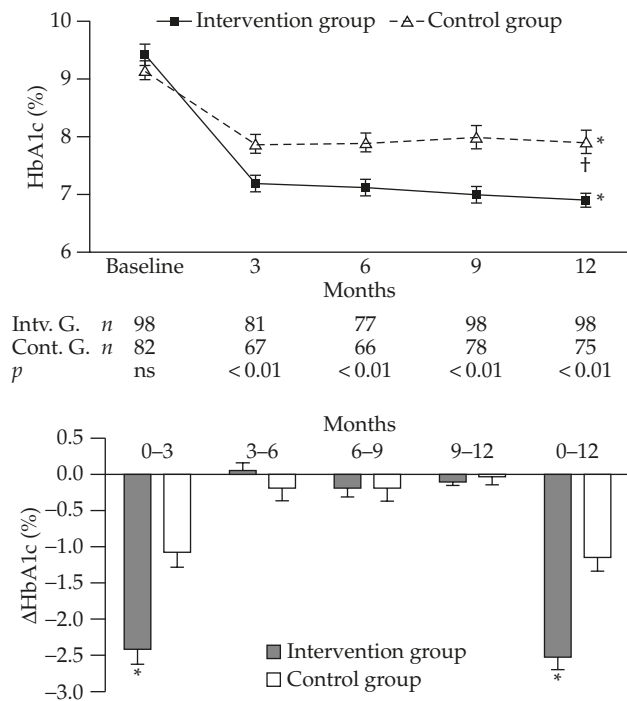 Intervention group Control group
10
9
8
7
6
HbA1c (%)
*
†
*
Baseline 3 6 9 12
Months
Intv. G. n 98 81 77 98 98
Cont. G. n 82 67 66 78 75
p ns <0.01 <0.01 <0.01 <0.01
Months
0–3 3–6 6–9 9–12 0–12
0.5
0.0
–0.5
–1.0
–1.5
–2.0
–2.5
–3.0
ΔHbA1c (%)
* *
Intervention group
Control group